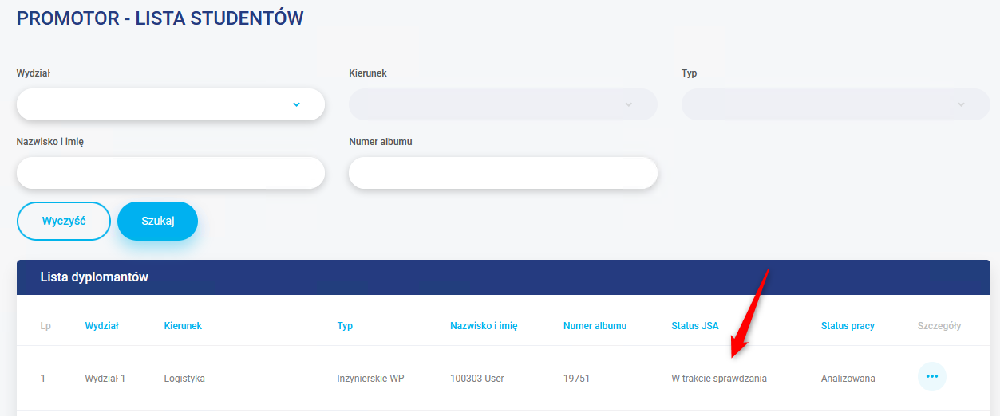 PROMOTOR - LISTA STUDENTÓW
Wydział Kierunek Typ
Nazwisko i imię Numer albumu
Wyczyść Szukaj
Lista dyplomantów
Lp Wydział Kierunek Typ Nazwisko i imię Numer albumu Status JSA Status pracy Szczegóły
1 Wydział 1 Logistyka Inżynierskie WP 100303 User 19751 W trakcie sprawdzania Analizowana